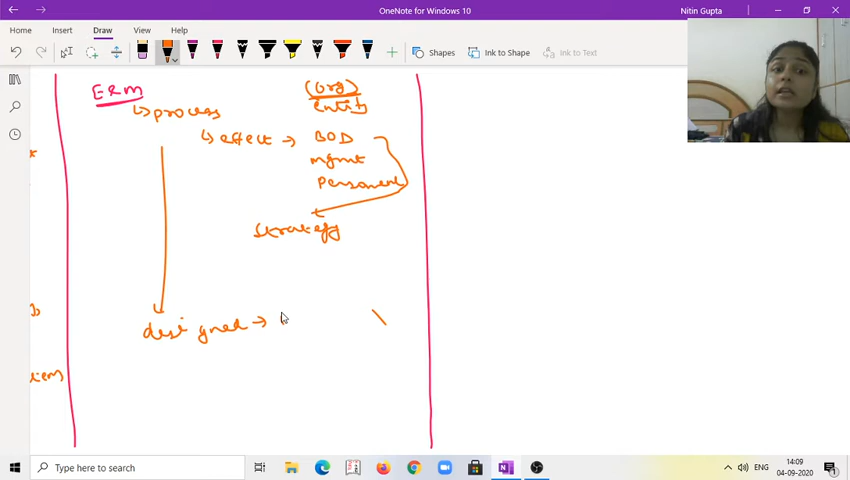 OneNote for Windows 10
Nitin Gupta
Home Insert Draw View Help
Shapes Ink to Shape Ink to Text
ERM
(Org)
entity
↳ process
↳ effect → BOD
mgmt
Personnel
strategy
designed →
Type here to search
ENG
14:09
04-09-2020